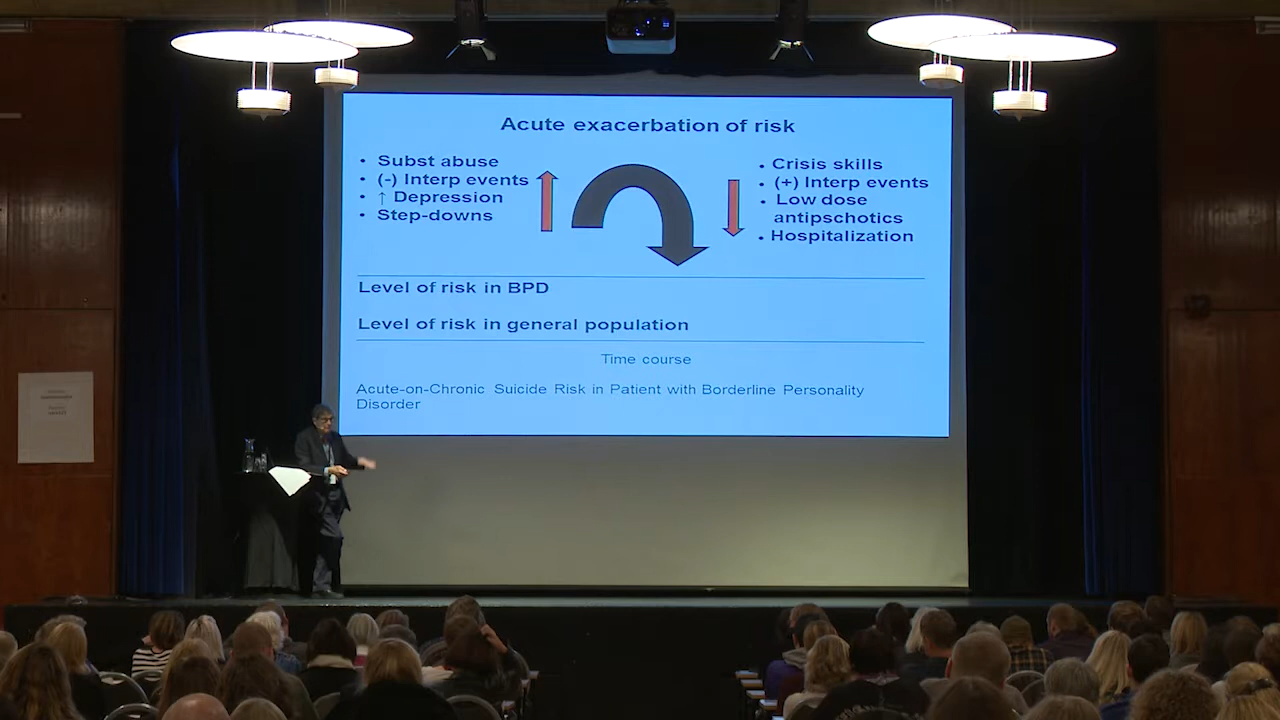 Acute exacerbation of risk
• Subst abuse
• (-) Interp events
• ↑ Depression
• Step-downs
• Crisis skills
• (+) Interp events
• Low dose
antipschotics
• Hospitalization
Level of risk in BPD
Level of risk in general population
Time course
Acute-on-Chronic Suicide Risk in Patient with Borderline Personality
Disorder